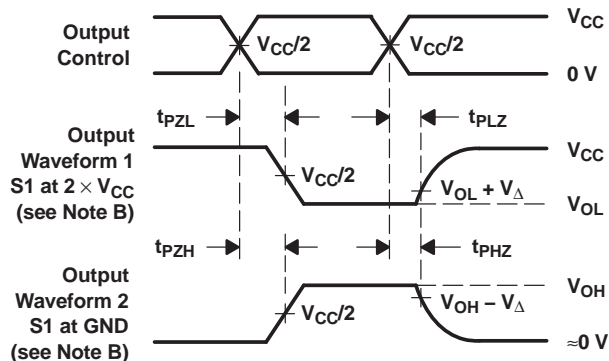 Output
Control
V_CC/2
V_CC/2
V_CC
0 V
t_PZL
t_PLZ
Output
Waveform 1
S1 at 2 × V_CC
(see Note B)
V_CC/2
V_OL + V_Δ
V_CC
V_OL
t_PZH
t_PHZ
Output
Waveform 2
S1 at GND
(see Note B)
V_CC/2
V_OH − V_Δ
V_OH
≈0 V